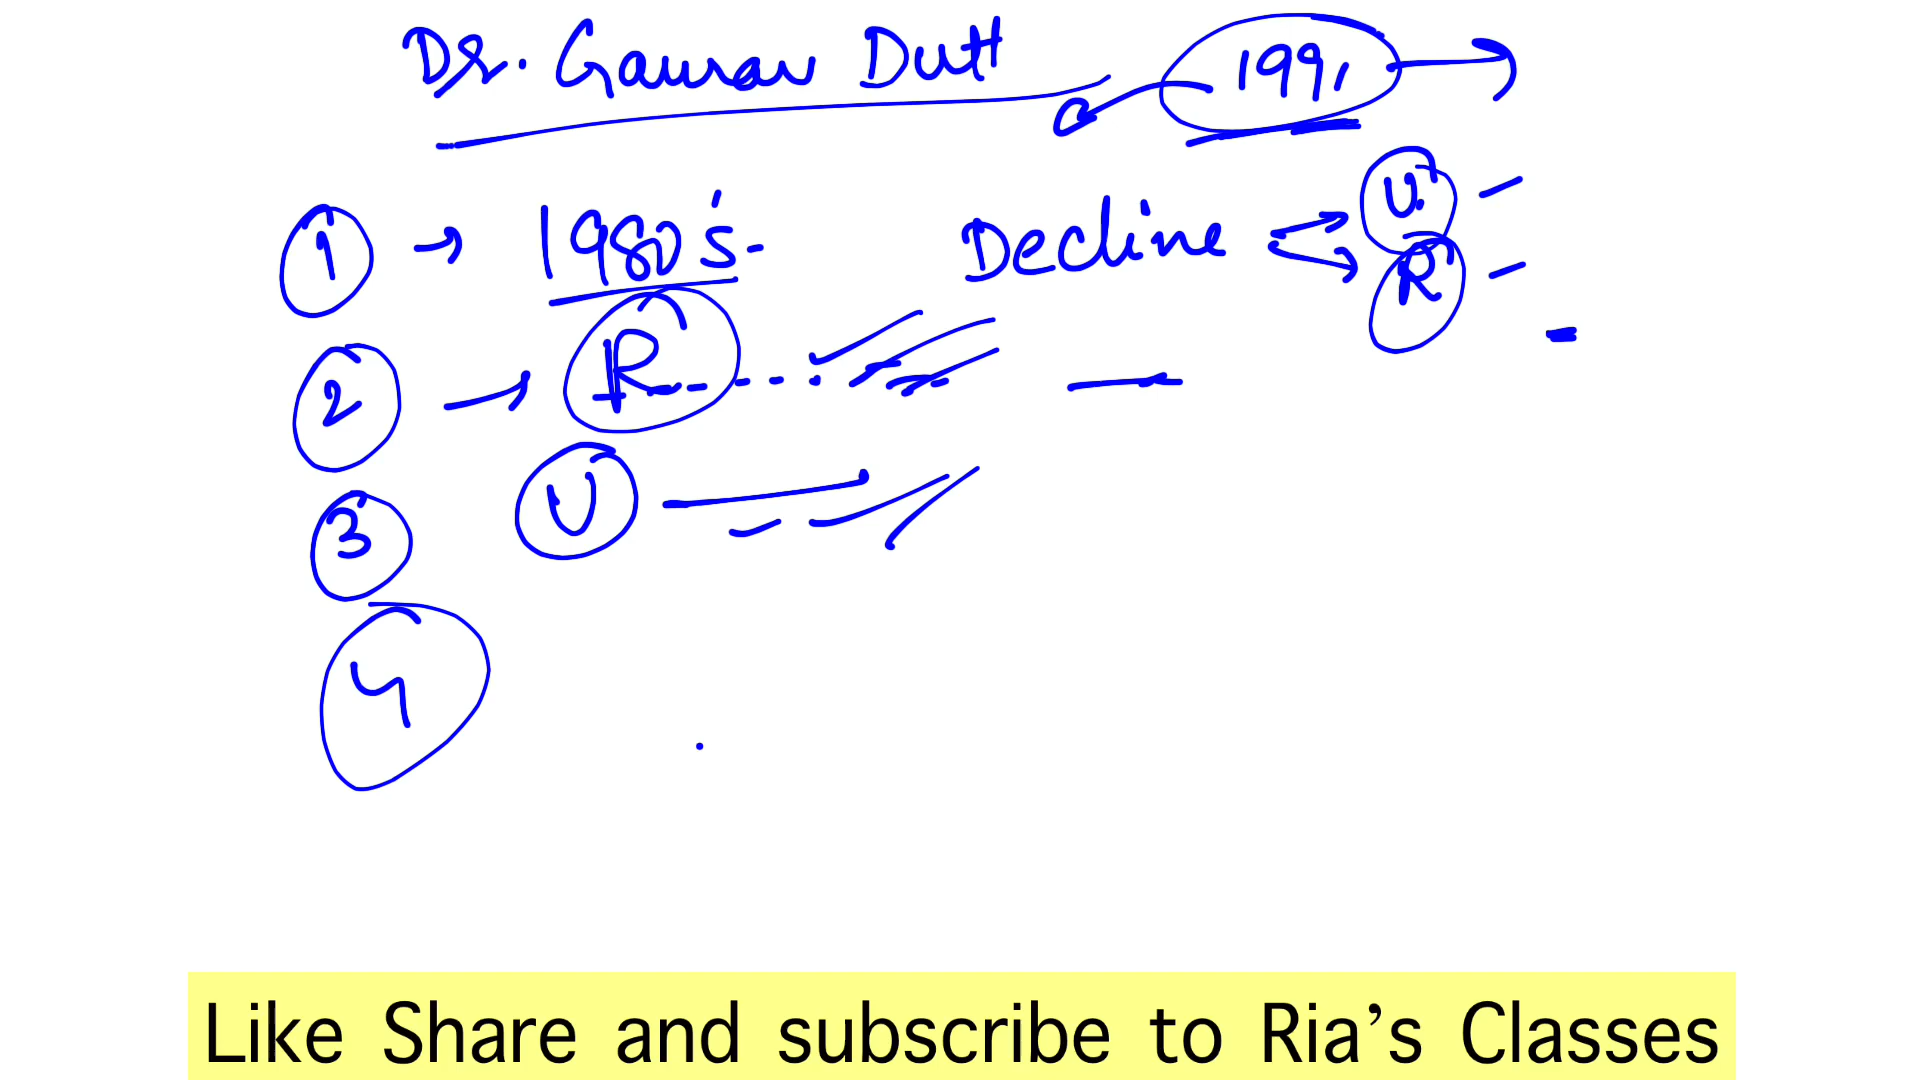 Dr. Gaurav Dutt 1991
1 → 1980's. Decline U
R
2 → R
3 U
4
Like Share and subscribe to Ria's Classes